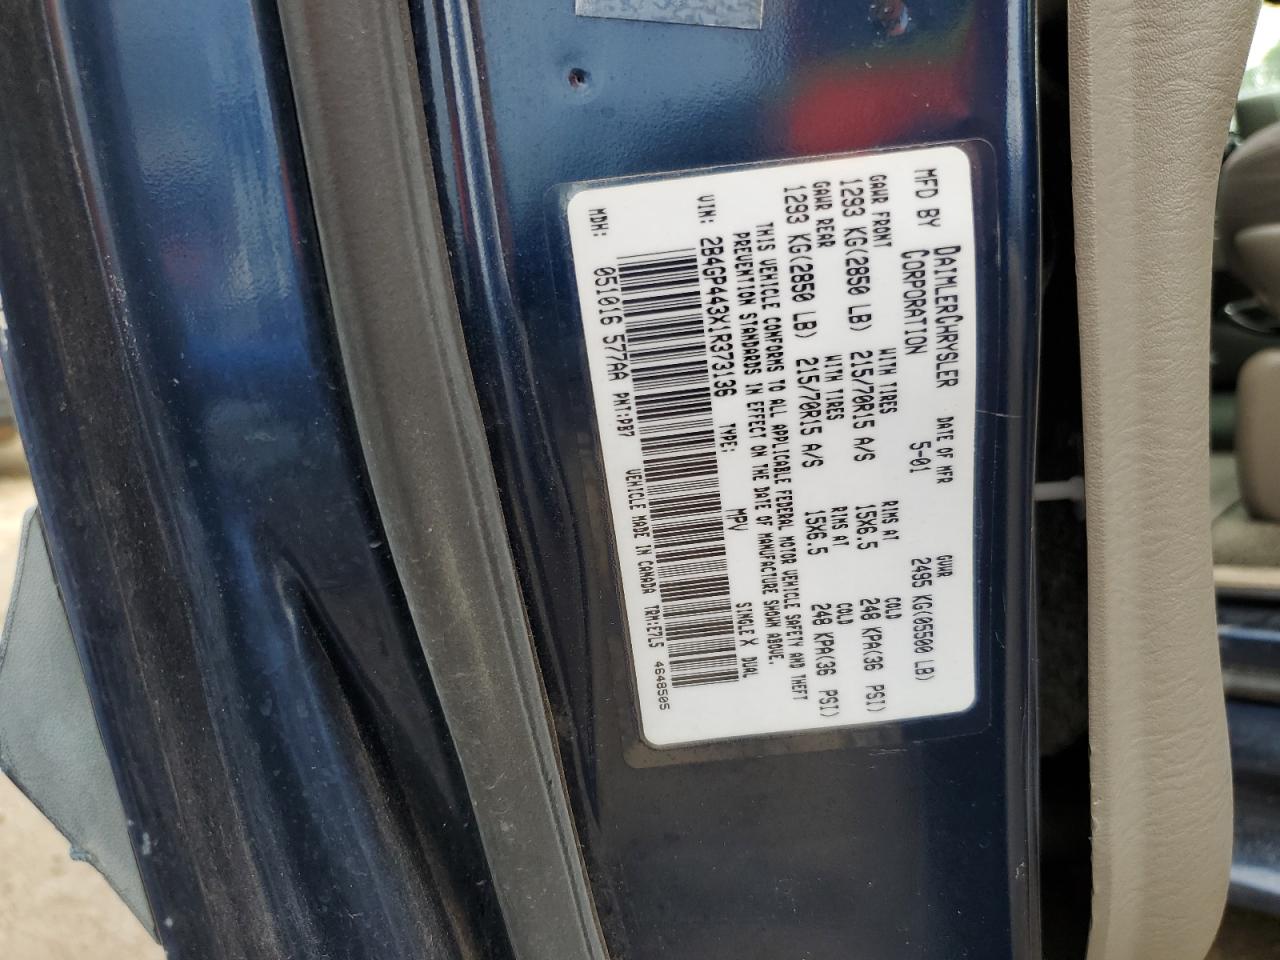 MFD BY DAIMLERCHRYSLER CORPORATION DATE OF MFR 5-01 GVWR 2495 KG(05500 LB)
GAWR FRONT WITH TIRES RIMS AT COLD
1293 KG(2850 LB) 215/70R15 A/S 15X6.5 248 KPA(36 PSI)
GAWR REAR WITH TIRES RIMS AT COLD
1293 KG(2850 LB) 215/70R15 A/S 15X6.5 248 KPA(36 PSI)
THIS VEHICLE CONFORMS TO ALL APPLICABLE FEDERAL MOTOR VEHICLE SAFETY AND THEFT
PREVENTION STANDARDS IN EFFECT ON THE DATE OF MANUFACTURE SHOWN ABOVE.
VIN: 2B4GP443X1R373136 TYPE: MPV SINGLE X DUAL
MDH: 051016 577AA PNT:PB7 VEHICLE MADE IN CANADA TRM:E7L5 4648505